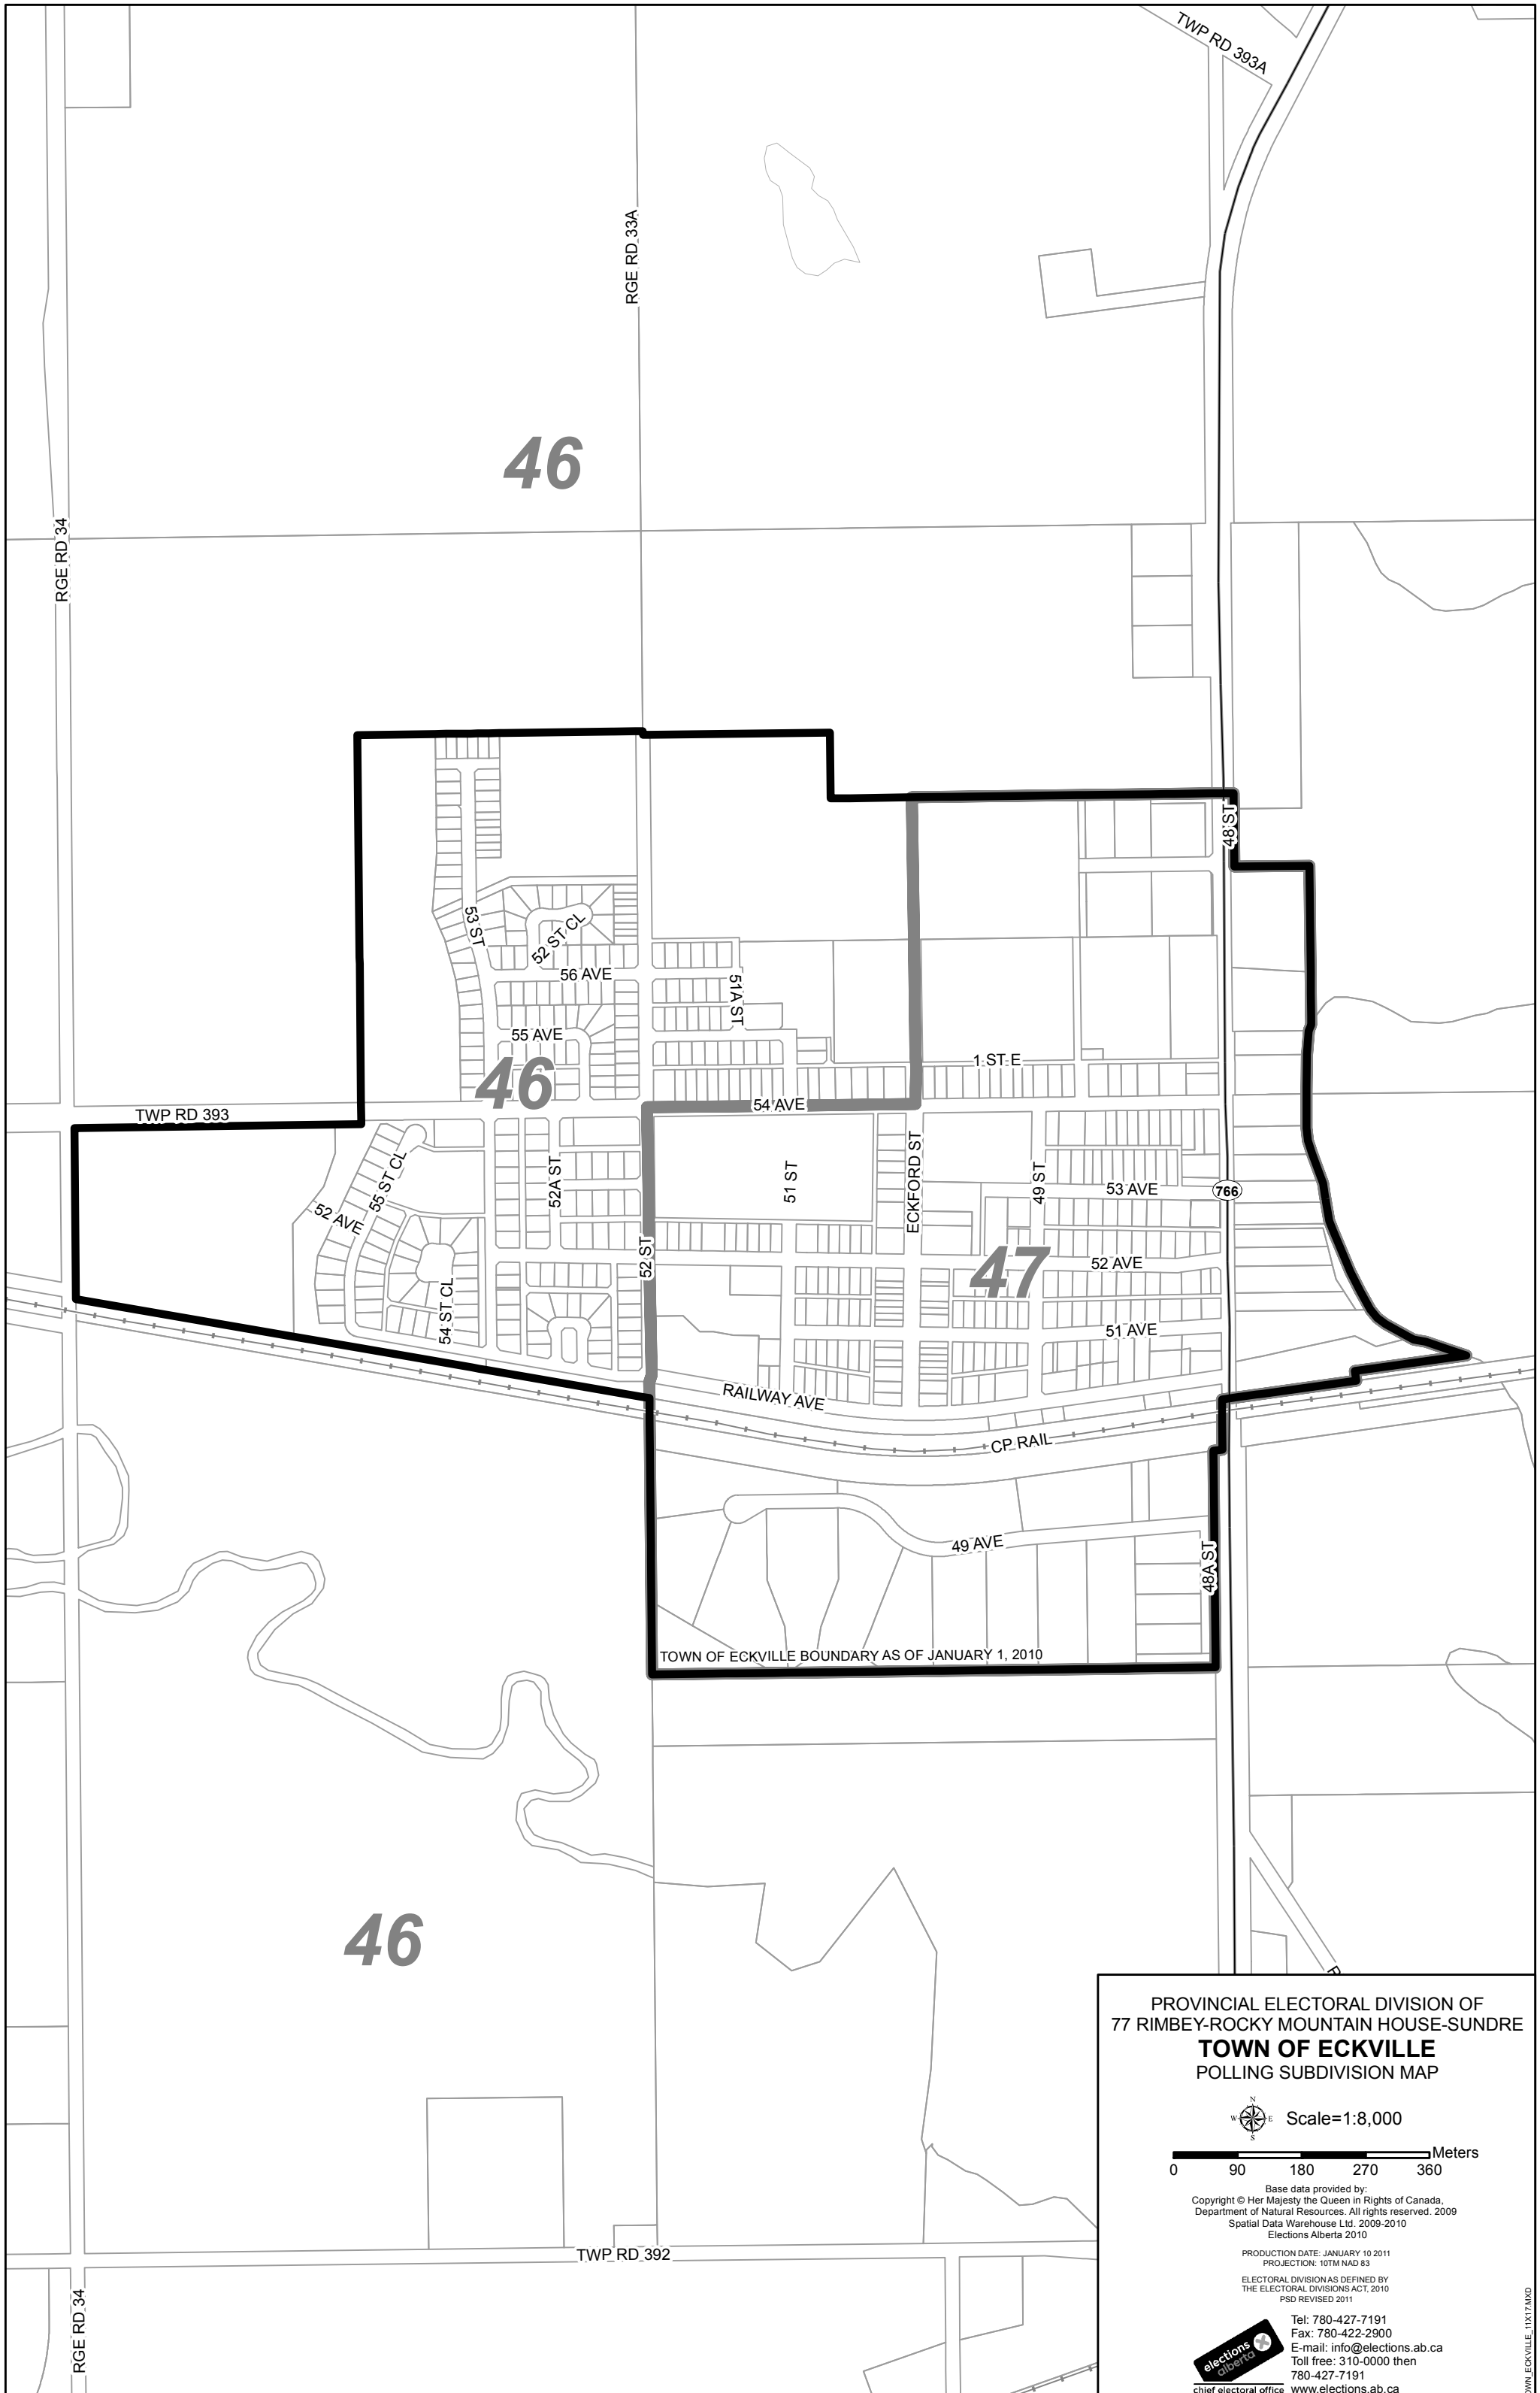 TWP RD 393A
RGE RD 33A
46
RGE RD 34
48 ST
53 ST
52 ST CL
56 AVE
51A ST
55 AVE
46
1 ST E
54 AVE
TWP RD 393
55 ST CL
52A ST
51 ST
ECKFORD ST
49 ST
53 AVE
766
52 AVE
52 ST
47
52 AVE
54 ST CL
51 AVE
RAILWAY AVE
CP RAIL
49 AVE
48A ST
TOWN OF ECKVILLE BOUNDARY AS OF JANUARY 1, 2010
46
R
TWP RD 392
RGE RD 34
PROVINCIAL ELECTORAL DIVISION OF
77 RIMBEY-ROCKY MOUNTAIN HOUSE-SUNDRE
TOWN OF ECKVILLE
POLLING SUBDIVISION MAP
N
W E
S
Scale=1:8,000
Meters
0 90 180 270 360
Base data provided by:
Copyright © Her Majesty the Queen in Rights of Canada,
Department of Natural Resources. All rights reserved. 2009
Spatial Data Warehouse Ltd. 2009-2010
Elections Alberta 2010
PRODUCTION DATE: JANUARY 10 2011
PROJECTION: 10TM NAD 83
ELECTORAL DIVISION AS DEFINED BY
THE ELECTORAL DIVISIONS ACT, 2010
PSD REVISED 2011
elections
alberta
chief electoral office
Tel: 780-427-7191
Fax: 780-422-2900
E-mail: info@elections.ab.ca
Toll free: 310-0000 then
780-427-7191
www.elections.ab.ca